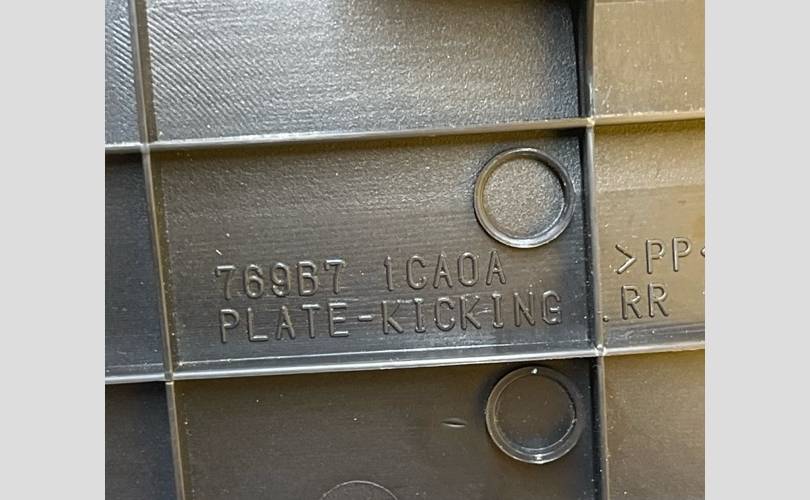 769B7 1CA0A >PP<
PLATE-KICKING .RR